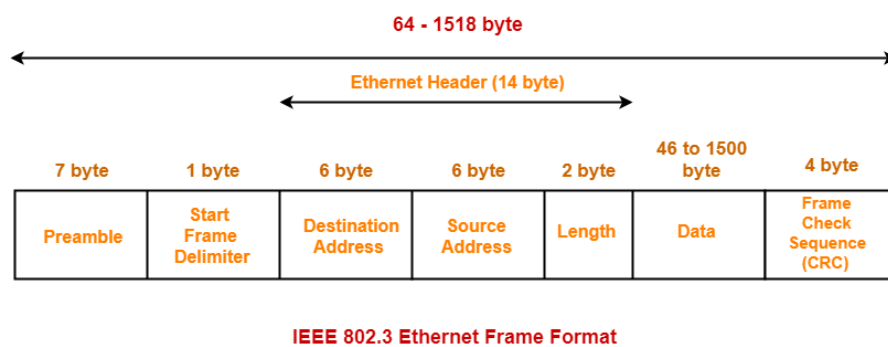 64 - 1518 byte
Ethernet Header (14 byte)
7 byte
1 byte
6 byte
6 byte
2 byte
46 to 1500
byte
4 byte
Preamble
Start
Frame
Delimiter
Destination
Address
Source
Address
Length
Data
Frame
Check
Sequence
(CRC)
IEEE 802.3 Ethernet Frame Format